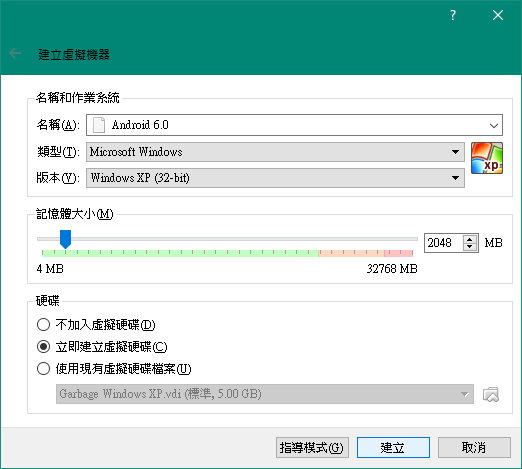 ?
建立虛擬機器
名稱和作業系統
名稱(A): Android 6.0
類型(T): Microsoft Windows
xp
版本(V): Windows XP (32-bit)
記憶體大小(M)
2048 MB
4 MB 32768 MB
硬碟
不加入虛擬硬碟(D)
立即建立虛擬硬碟(C)
使用現有虛擬硬碟檔案(U)
Garbage Windows XP.vdi (標準, 5.00 GB)
指導模式(G) 建立 取消